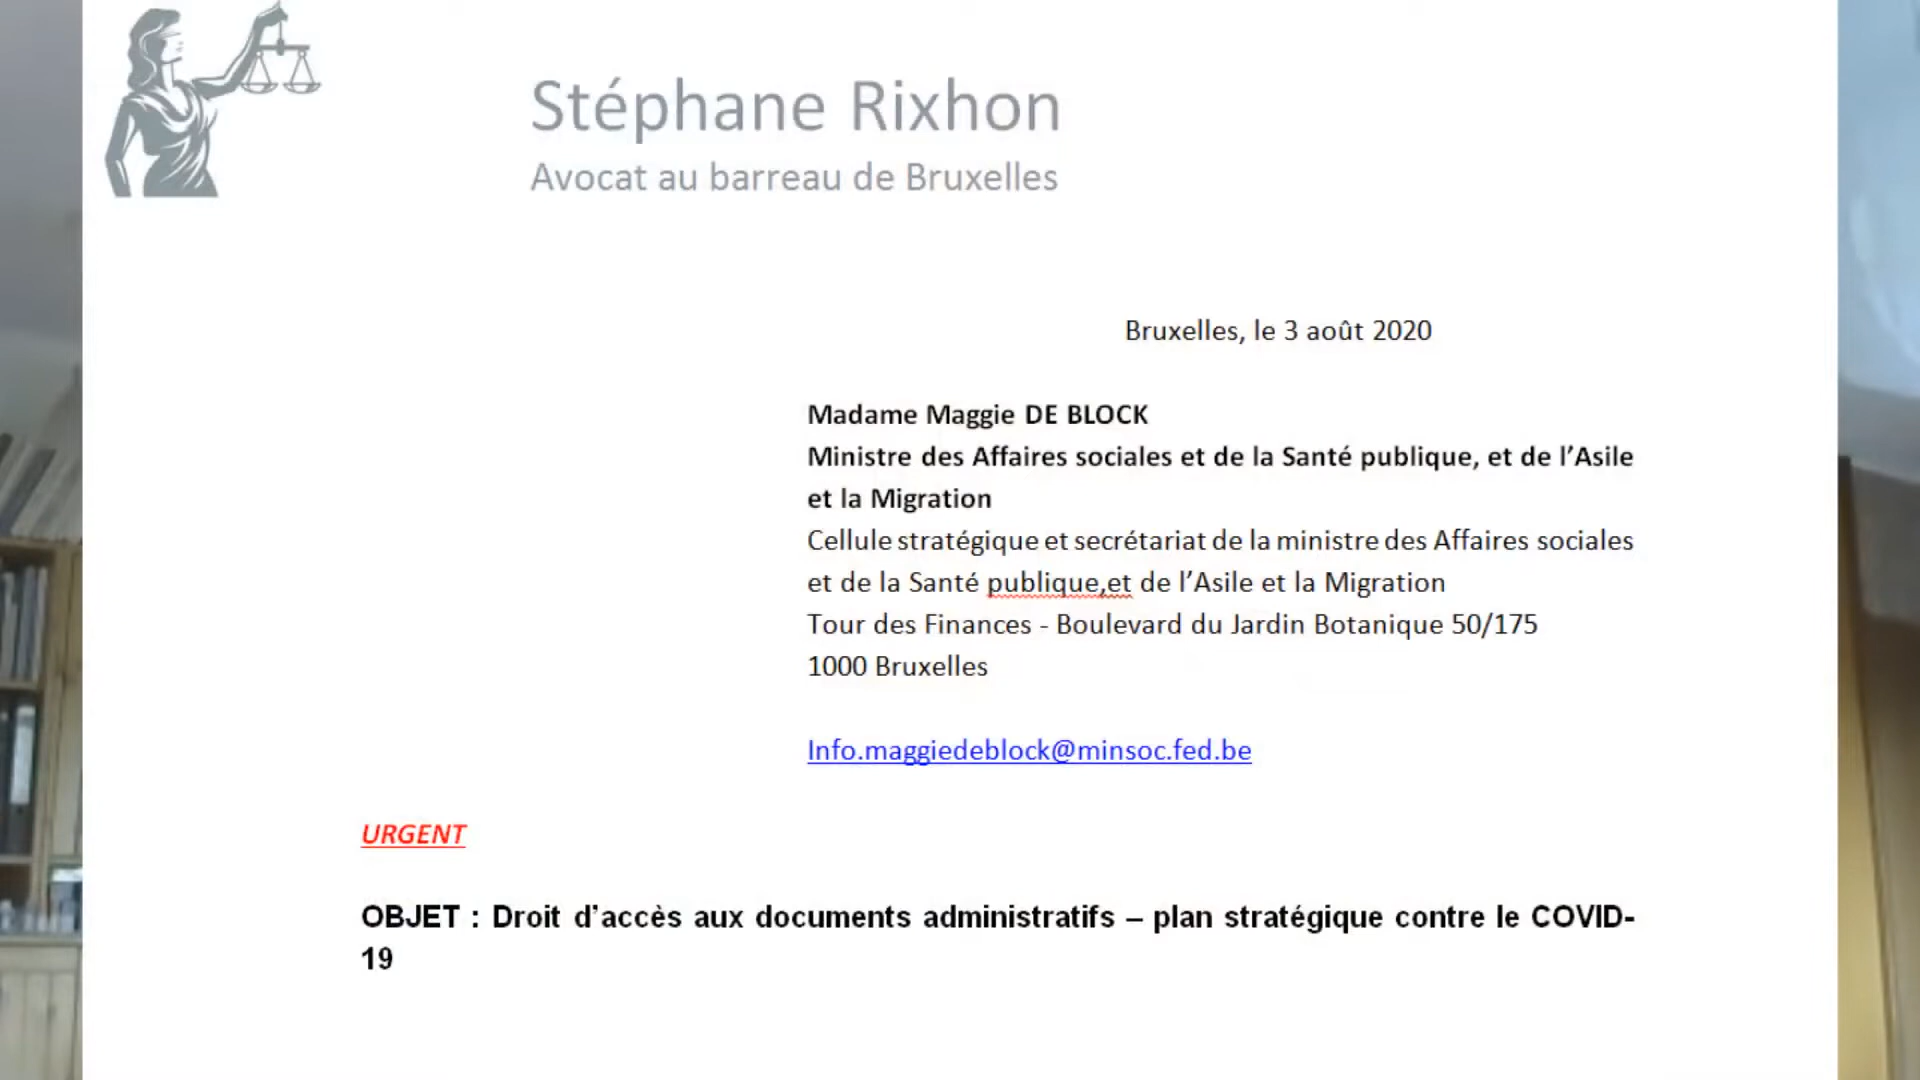 Stéphane Rixhon
Avocat au barreau de Bruxelles
Bruxelles, le 3 août 2020
Madame Maggie DE BLOCK
Ministre des Affaires sociales et de la Santé publique, et de l’Asile
et la Migration
Cellule stratégique et secrétariat de la ministre des Affaires sociales
et de la Santé publique,et de l’Asile et la Migration
Tour des Finances - Boulevard du Jardin Botanique 50/175
1000 Bruxelles
Info.maggiedeblock@minsoc.fed.be
URGENT
OBJET : Droit d’accès aux documents administratifs – plan stratégique contre le COVID-
19